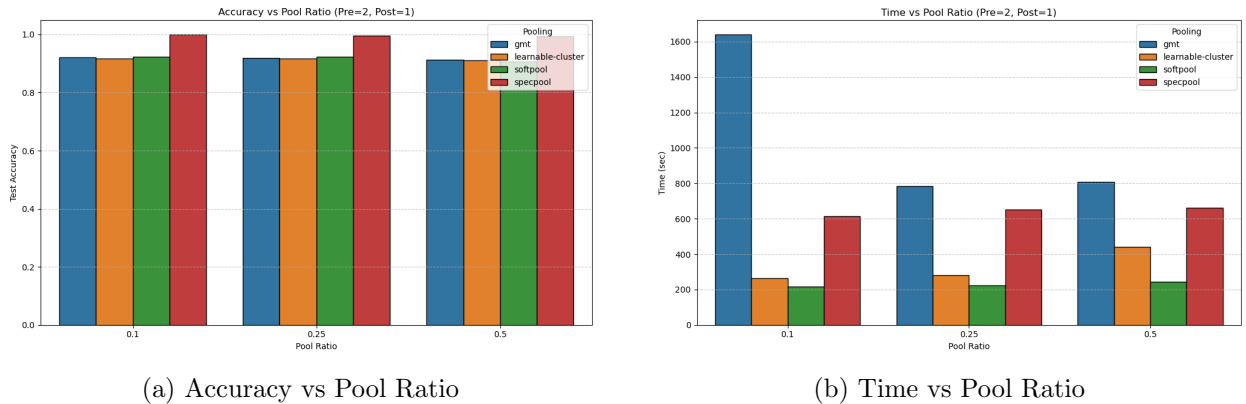 Accuracy vs Pool Ratio (Pre=2, Post=1)
Test Accuracy
1.0
0.8
0.6
0.4
0.2
0.0
Pooling
gmt
learnable-cluster
softpool
specpool
0.1
0.25
0.5
Pool Ratio
(a) Accuracy vs Pool Ratio
Time vs Pool Ratio (Pre=2, Post=1)
Time (sec)
1600
1400
1200
1000
800
600
400
200
0
Pooling
gmt
learnable-cluster
softpool
specpool
0.1
0.25
0.5
Pool Ratio
(b) Time vs Pool Ratio